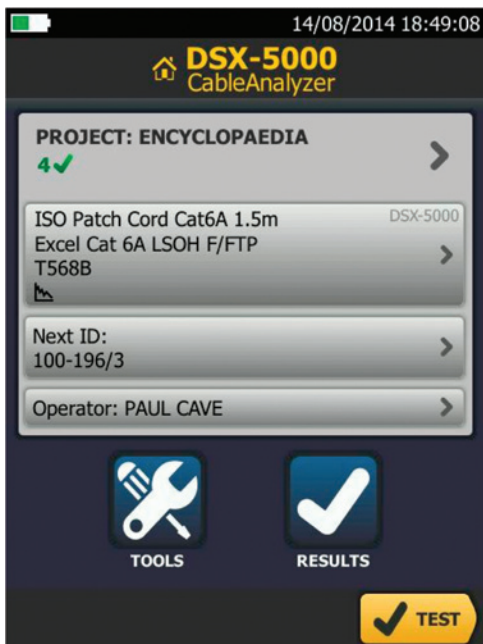 14/08/2014 18:49:08
DSX-5000
CableAnalyzer
PROJECT: ENCYCLOPAEDIA
4
ISO Patch Cord Cat6A 1.5m
DSX-5000
Excel Cat 6A LSOH F/FTP
T568B
Next ID:
100-196/3
Operator: PAUL CAVE
TOOLS
RESULTS
TEST